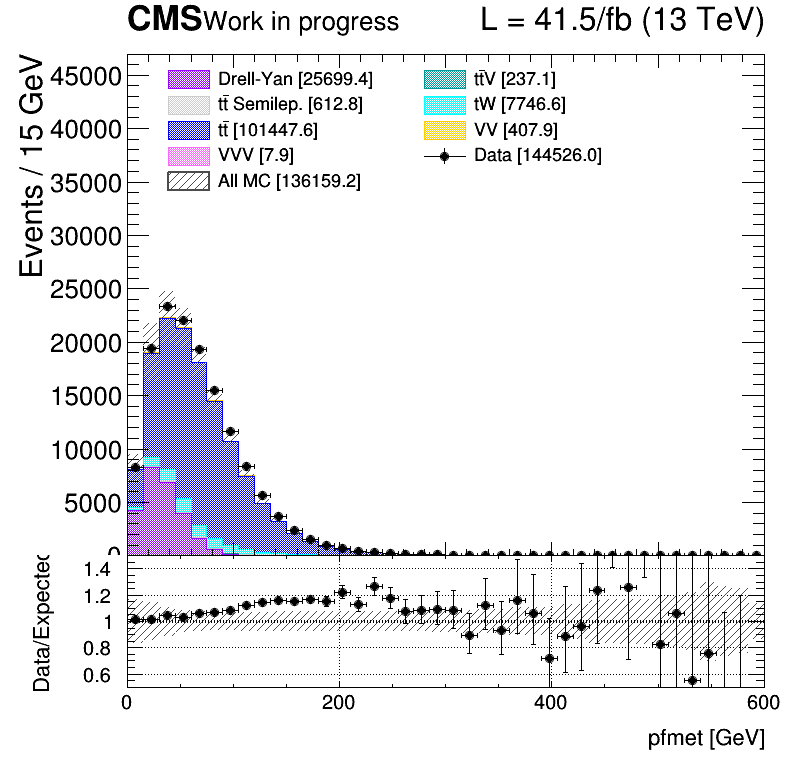 CMS Work in progress L = 41.5/fb (13 TeV)
Events / 15 GeV
45000
40000
35000
30000
25000
20000
15000
10000
5000
0
Drell-Yan [25699.4]
tt̄ Semilep. [612.8]
tt̄ [101447.6]
VVV [7.9]
All MC [136159.2]
tt̄V [237.1]
tW [7746.6]
VV [407.9]
Data [144526.0]
Data/Expected
1.4
1.2
1
0.8
0.6
0 200 400 600
pfmet [GeV]